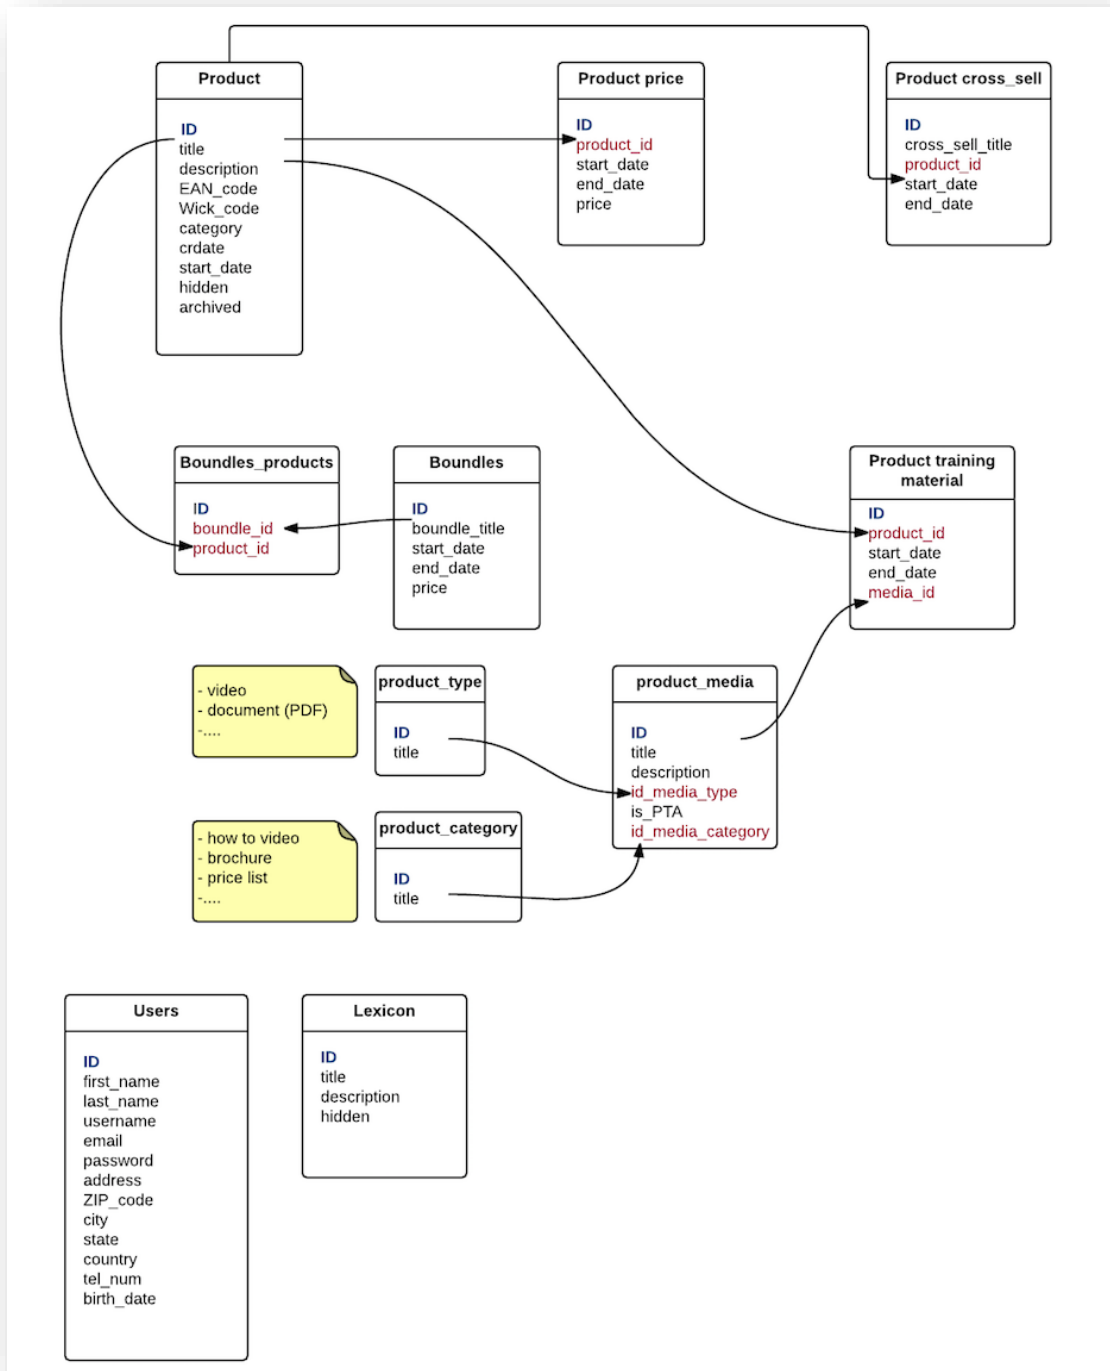 Product
ID
title
description
EAN_code
Wick_code
category
crdate
start_date
hidden
archived
Product price
ID
product_id
start_date
end_date
price
Product cross_sell
ID
cross_sell_title
product_id
start_date
end_date
Boundles_products
ID
boundle_id
product_id
Boundles
ID
boundle_title
start_date
end_date
price
Product training
material
ID
product_id
start_date
end_date
media_id
- video
- document (PDF)
-....
product_type
ID
title
product_media
ID
title
description
id_media_type
is_PTA
id_media_category
- how to video
- brochure
- price list
-....
product_category
ID
title
Users
ID
first_name
last_name
username
email
password
address
ZIP_code
city
state
country
tel_num
birth_date
Lexicon
ID
title
description
hidden